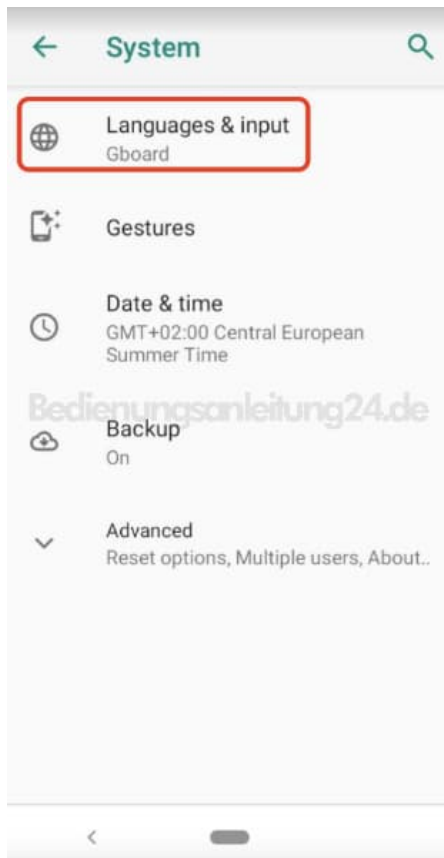 System
Languages & input
Gboard
Gestures
Date & time
GMT+02:00 Central European
Summer Time
Bedienungsanleitung24.de
Backup
On
Advanced
Reset options, Multiple users, About..